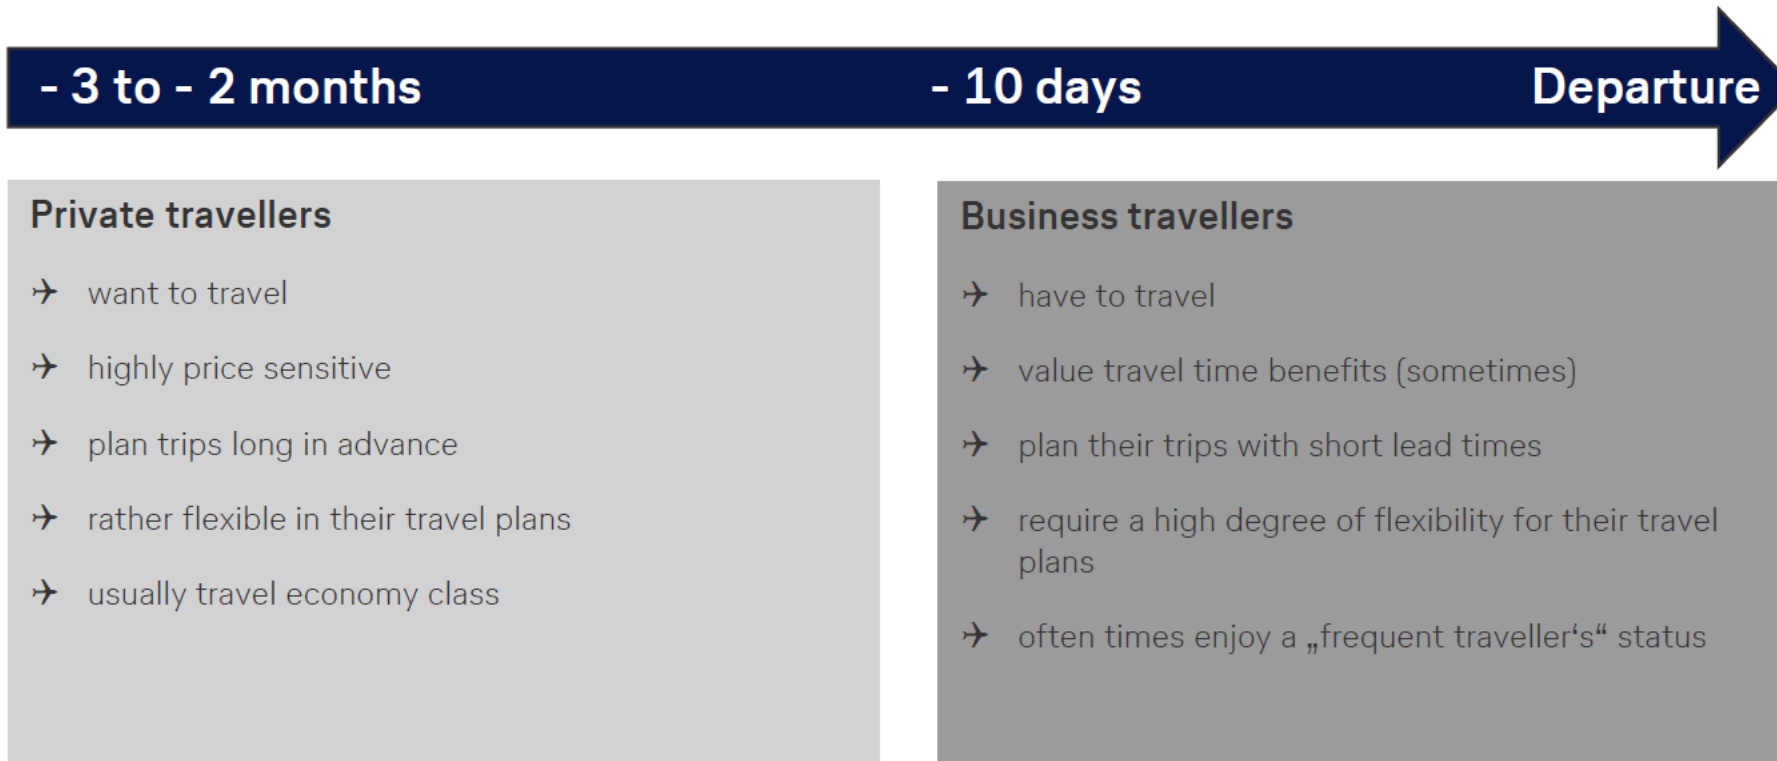 - 3 to - 2 months
- 10 days
Departure
Private travellers
want to travel
highly price sensitive
plan trips long in advance
rather flexible in their travel plans
usually travel economy class
Business travellers
have to travel
value travel time benefits (sometimes)
plan their trips with short lead times
require a high degree of flexibility for their travel
plans
often times enjoy a „frequent traveller‘s“ status